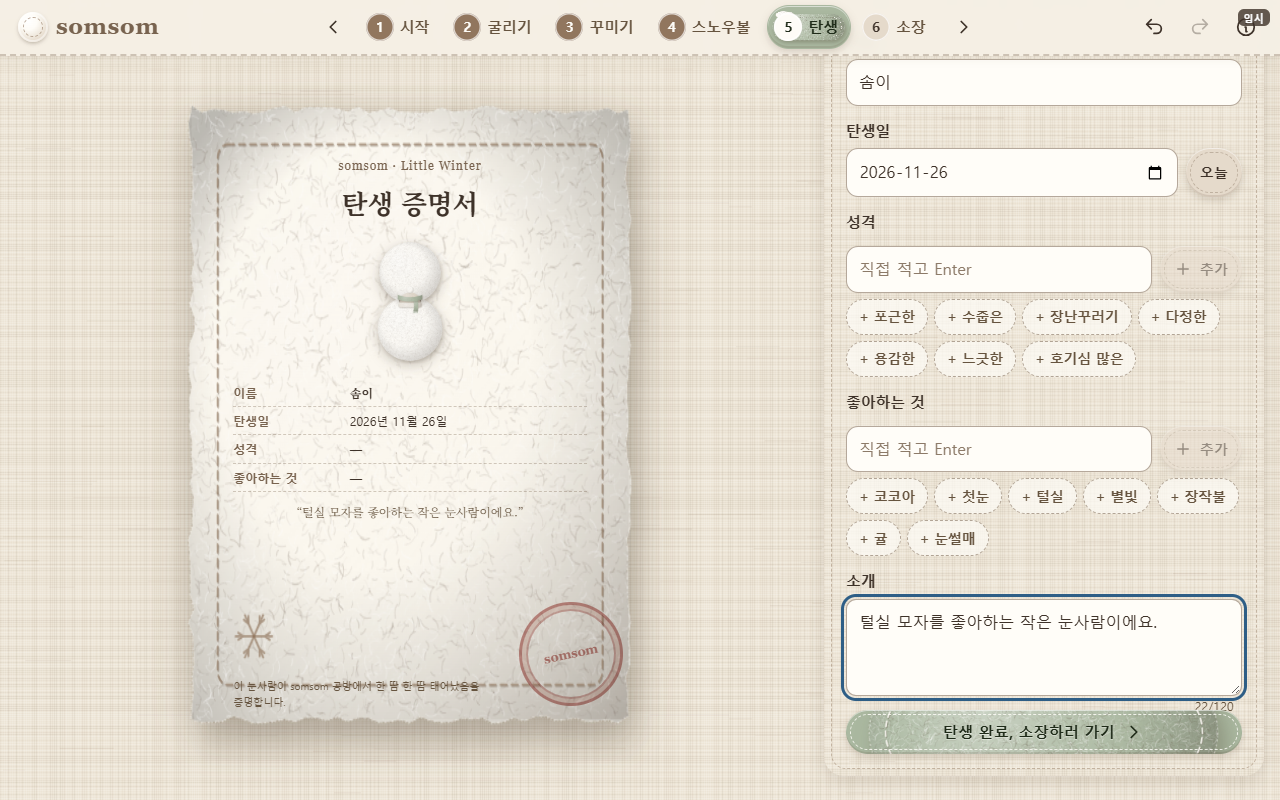 somsom
1 시작
2 굴리기
3 꾸미기
4 스노우볼
5 탄생
6 소장
임시
somsom · Little Winter
탄생 증명서
이름 솜이
탄생일 2026년 11월 26일
성격 —
좋아하는 것 —
“털실 모자를 좋아하는 작은 눈사람이에요.”
somsom
이 눈사람이 somsom 공방에서 한 땀 한 땀 태어났음을
증명합니다.
솜이
탄생일
2026-11-26
오늘
성격
직접 적고 Enter
+ 추가
+ 포근한
+ 수줍은
+ 장난꾸러기
+ 다정한
+ 용감한
+ 느긋한
+ 호기심 많은
좋아하는 것
직접 적고 Enter
+ 추가
+ 코코아
+ 첫눈
+ 털실
+ 별빛
+ 장작불
+ 귤
+ 눈썰매
소개
털실 모자를 좋아하는 작은 눈사람이에요.
22/120
탄생 완료, 소장하러 가기